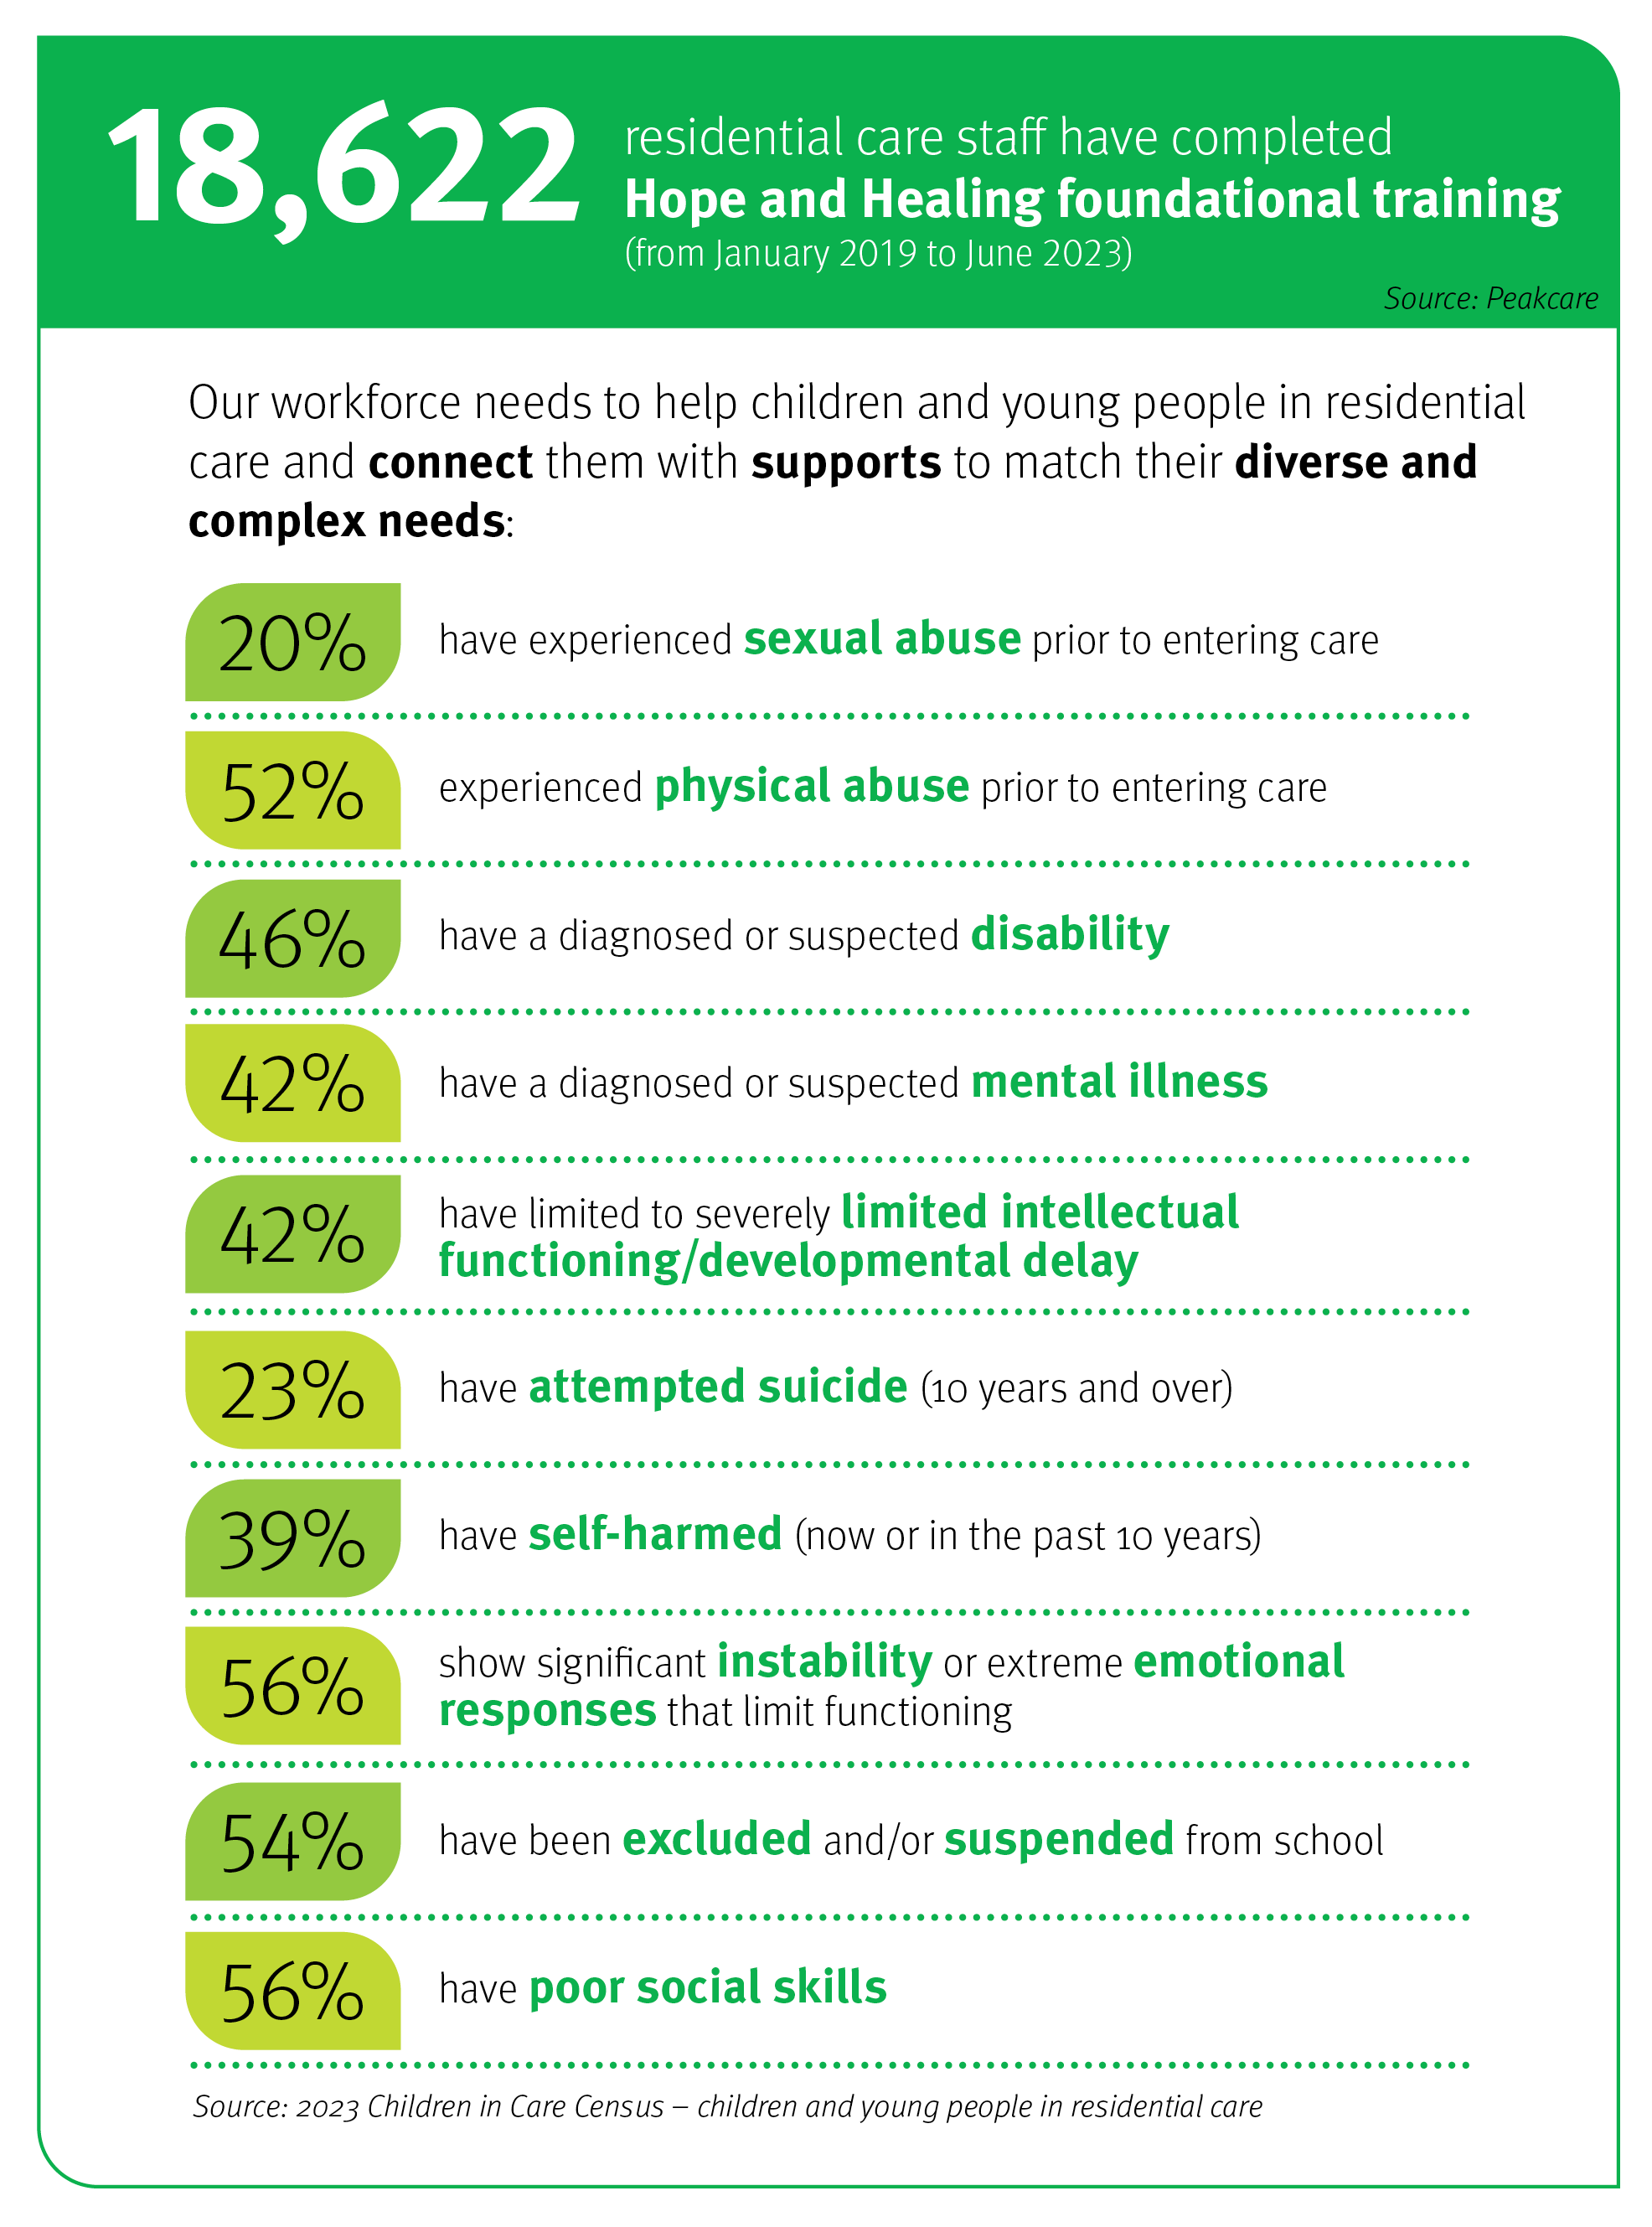 18,622
residential care staff have completed
Hope and Healing foundational training
(from January 2019 to June 2023)
Source: Peakcare
Our workforce needs to help children and young people in residential
care and connect them with supports to match their diverse and
complex needs:
20%
have experienced sexual abuse prior to entering care
52%
experienced physical abuse prior to entering care
46%
have a diagnosed or suspected disability
42%
have a diagnosed or suspected mental illness
42%
have limited to severely limited intellectual
functioning/developmental delay
23%
have attempted suicide (10 years and over)
39%
have self-harmed (now or in the past 10 years)
56%
show significant instability or extreme emotional
responses that limit functioning
54%
have been excluded and/or suspended from school
56%
have poor social skills
Source: 2023 Children in Care Census – children and young people in residential care